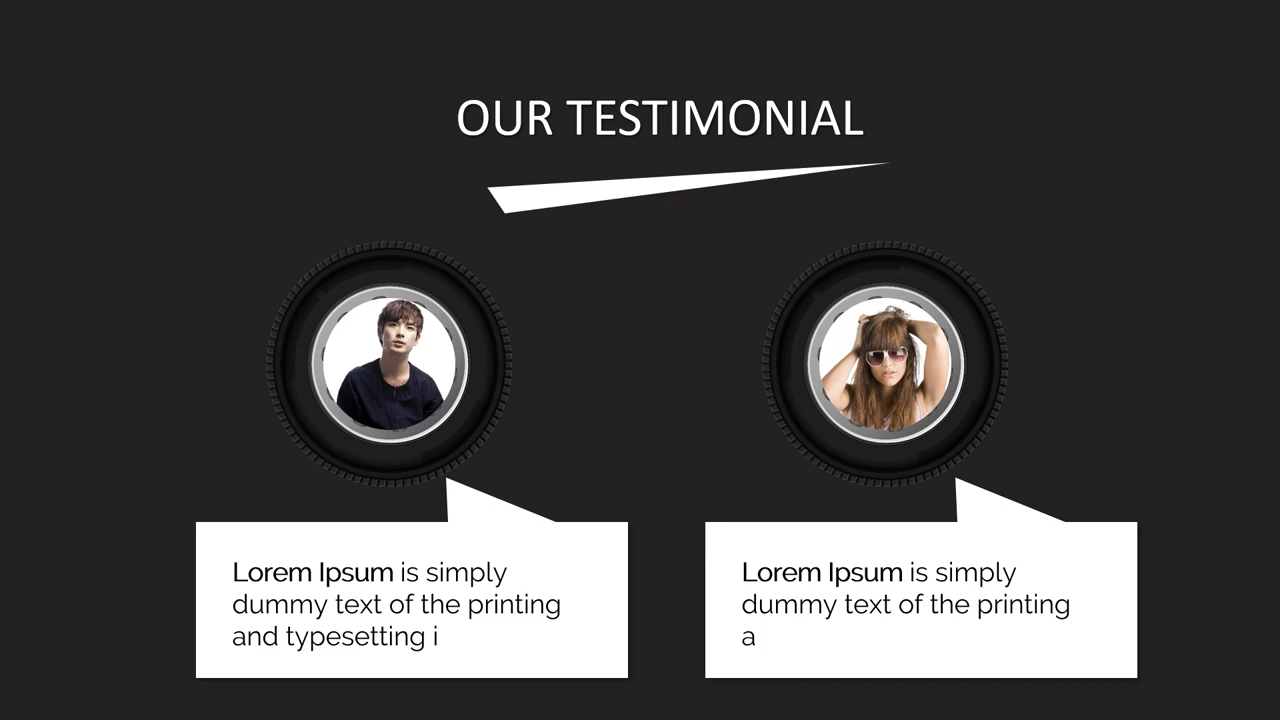 OUR TESTIMONIAL
Lorem Ipsum is simply
dummy text of the printing
and typesetting i
Lorem Ipsum is simply
dummy text of the printing
a